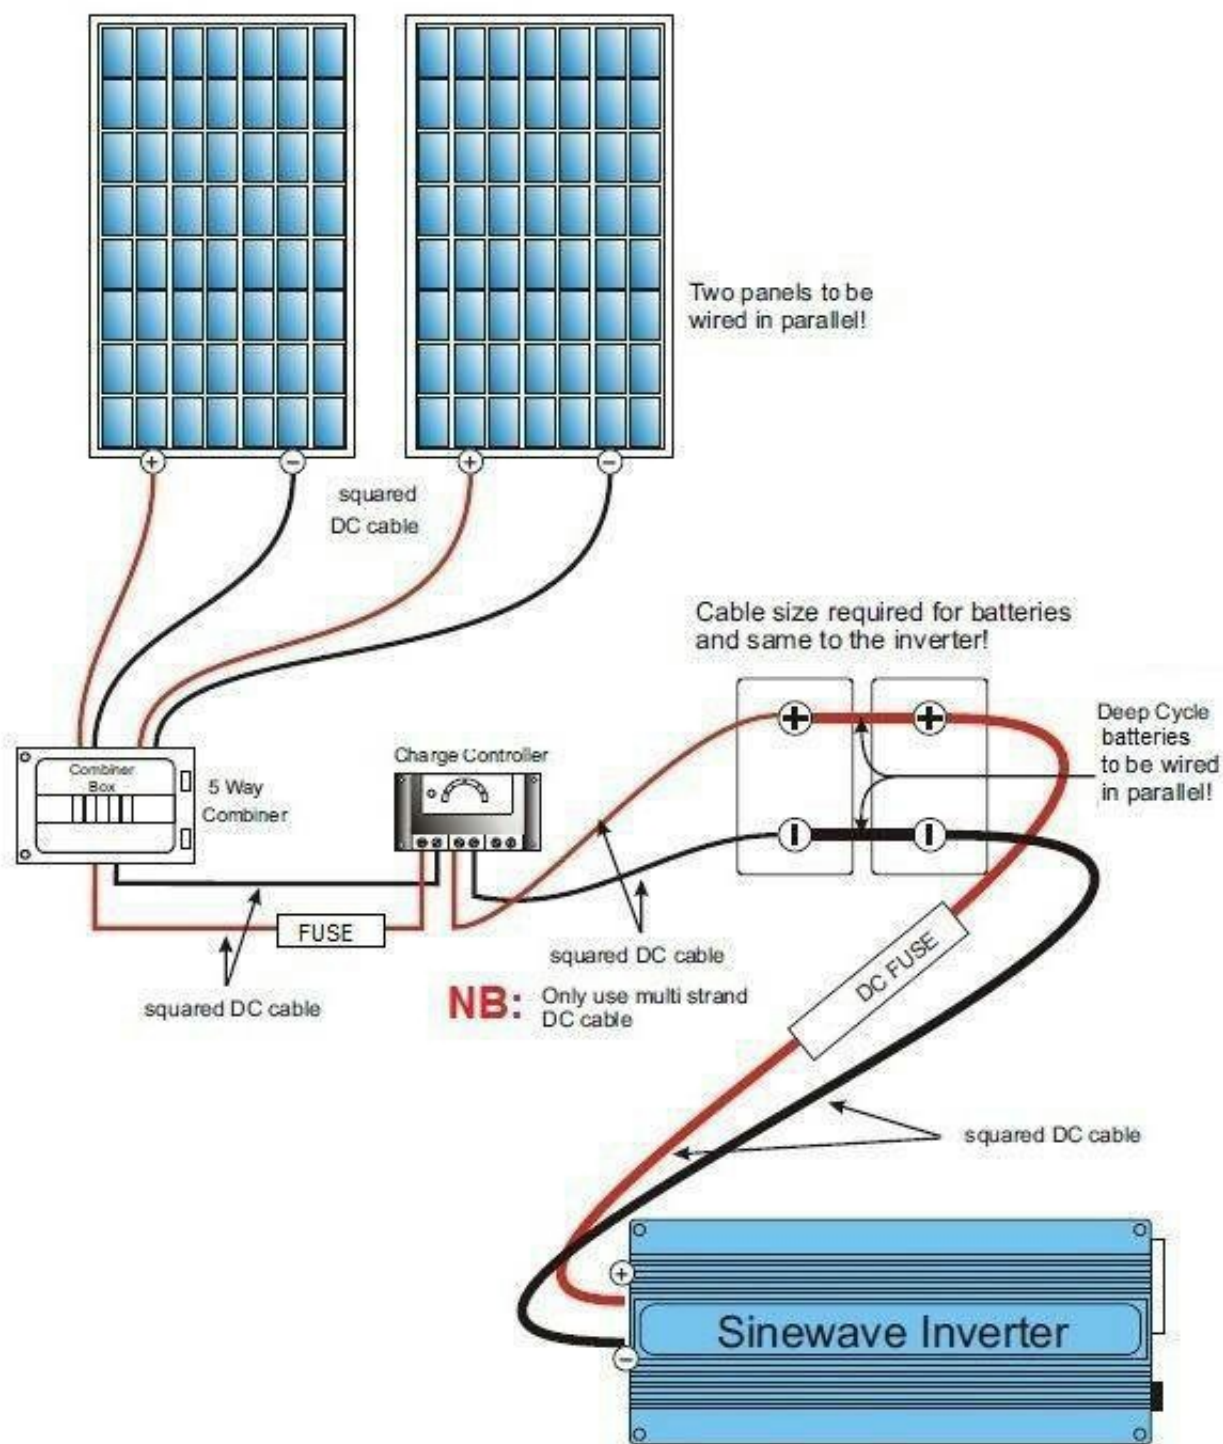 Two panels to be
wired in parallel!
+
−
+
−
squared
DC cable
Cable size required for batteries
and same to the inverter!
Deep Cycle
batteries
to be wired
in parallel!
Combiner
Box
5 Way
Combiner
Charge Controller
FUSE
squared DC cable
squared DC cable
NB: Only use multi strand
DC cable
DC FUSE
squared DC cable
+
Sinewave Inverter
−